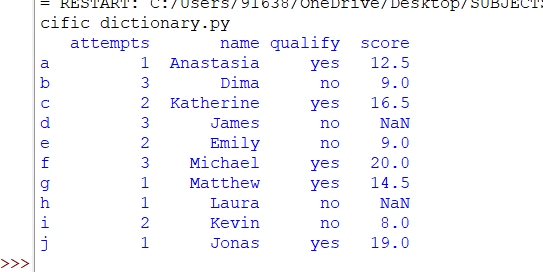 = RESTART: C:/Users/91638/OneDrive/Desktop/SUBJECTS
cific dictionary.py
attempts name qualify score
a 1 Anastasia yes 12.5
b 3 Dima no 9.0
c 2 Katherine yes 16.5
d 3 James no NaN
e 2 Emily no 9.0
f 3 Michael yes 20.0
g 1 Matthew yes 14.5
h 1 Laura no NaN
i 2 Kevin no 8.0
j 1 Jonas yes 19.0
>>>